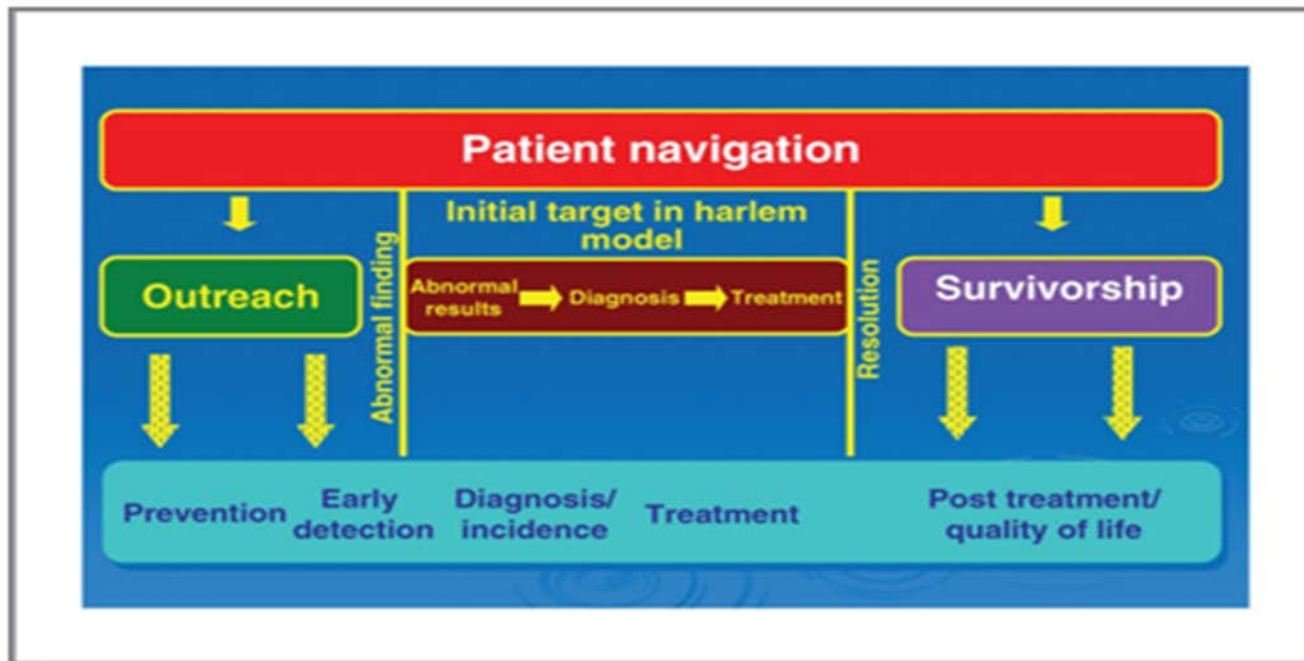 Patient navigation
Initial target in harlem
model
Outreach
Abnormal finding
Abnormal
results
Diagnosis
Treatment
Resolution
Survivorship
Prevention
Early
detection
Diagnosis/
incidence
Treatment
Post treatment/
quality of life